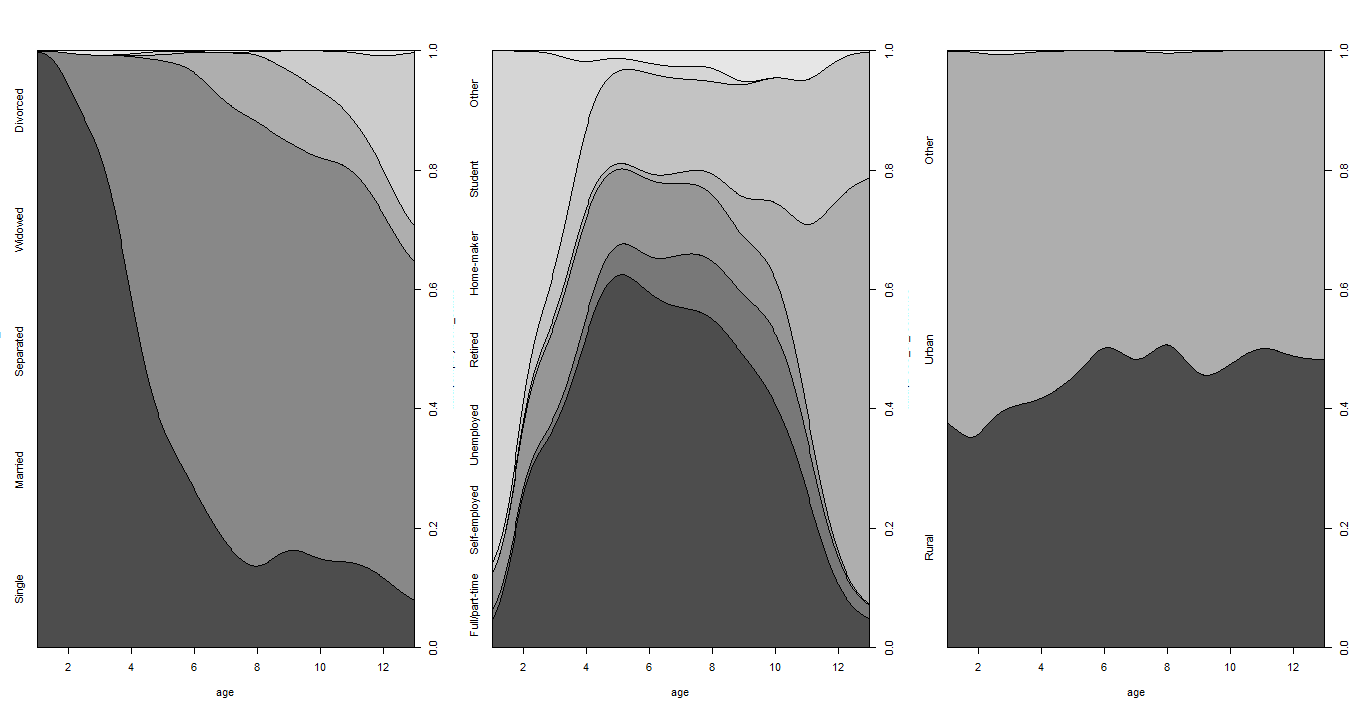 Divorced
Widowed
Separated
Married
Single
1.0
0.8
0.6
0.4
0.2
0.0
2 4 6 8 10 12
age
Other
Student
Home-maker
Retired
Unemployed
Self-employed
Full/part-time
1.0
0.8
0.6
0.4
0.2
0.0
2 4 6 8 10 12
age
Other
Urban
Rural
1.0
0.8
0.6
0.4
0.2
0.0
2 4 6 8 10 12
age